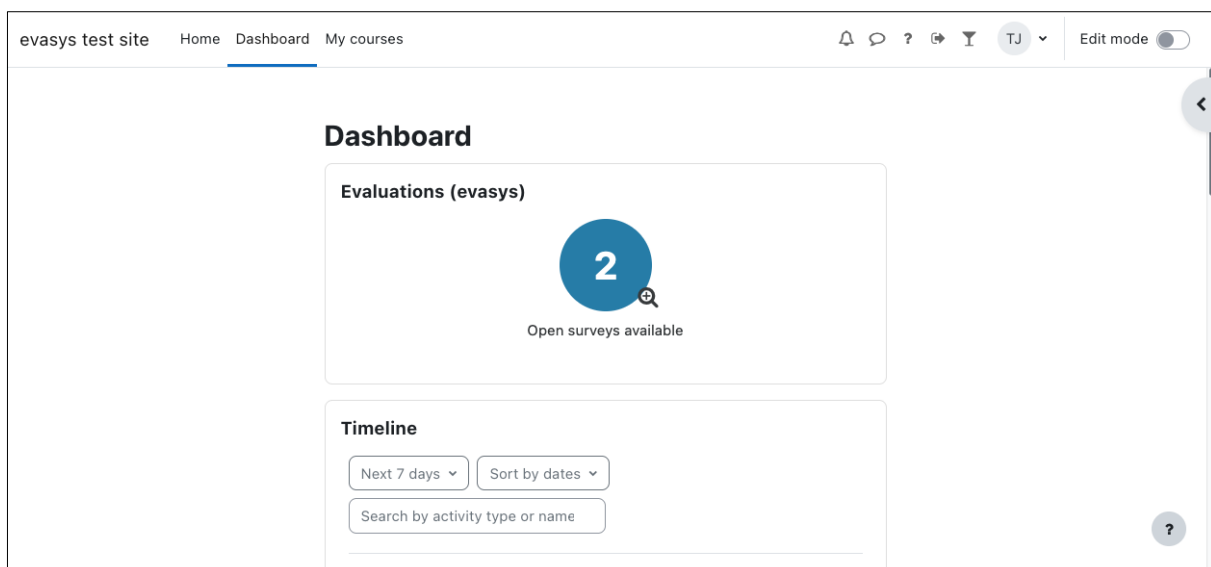 evasys test site Home Dashboard My courses ? TJ Edit mode
Dashboard
Evaluations (evasys)
2
Open surveys available
Timeline
Next 7 days Sort by dates
Search by activity type or name
?